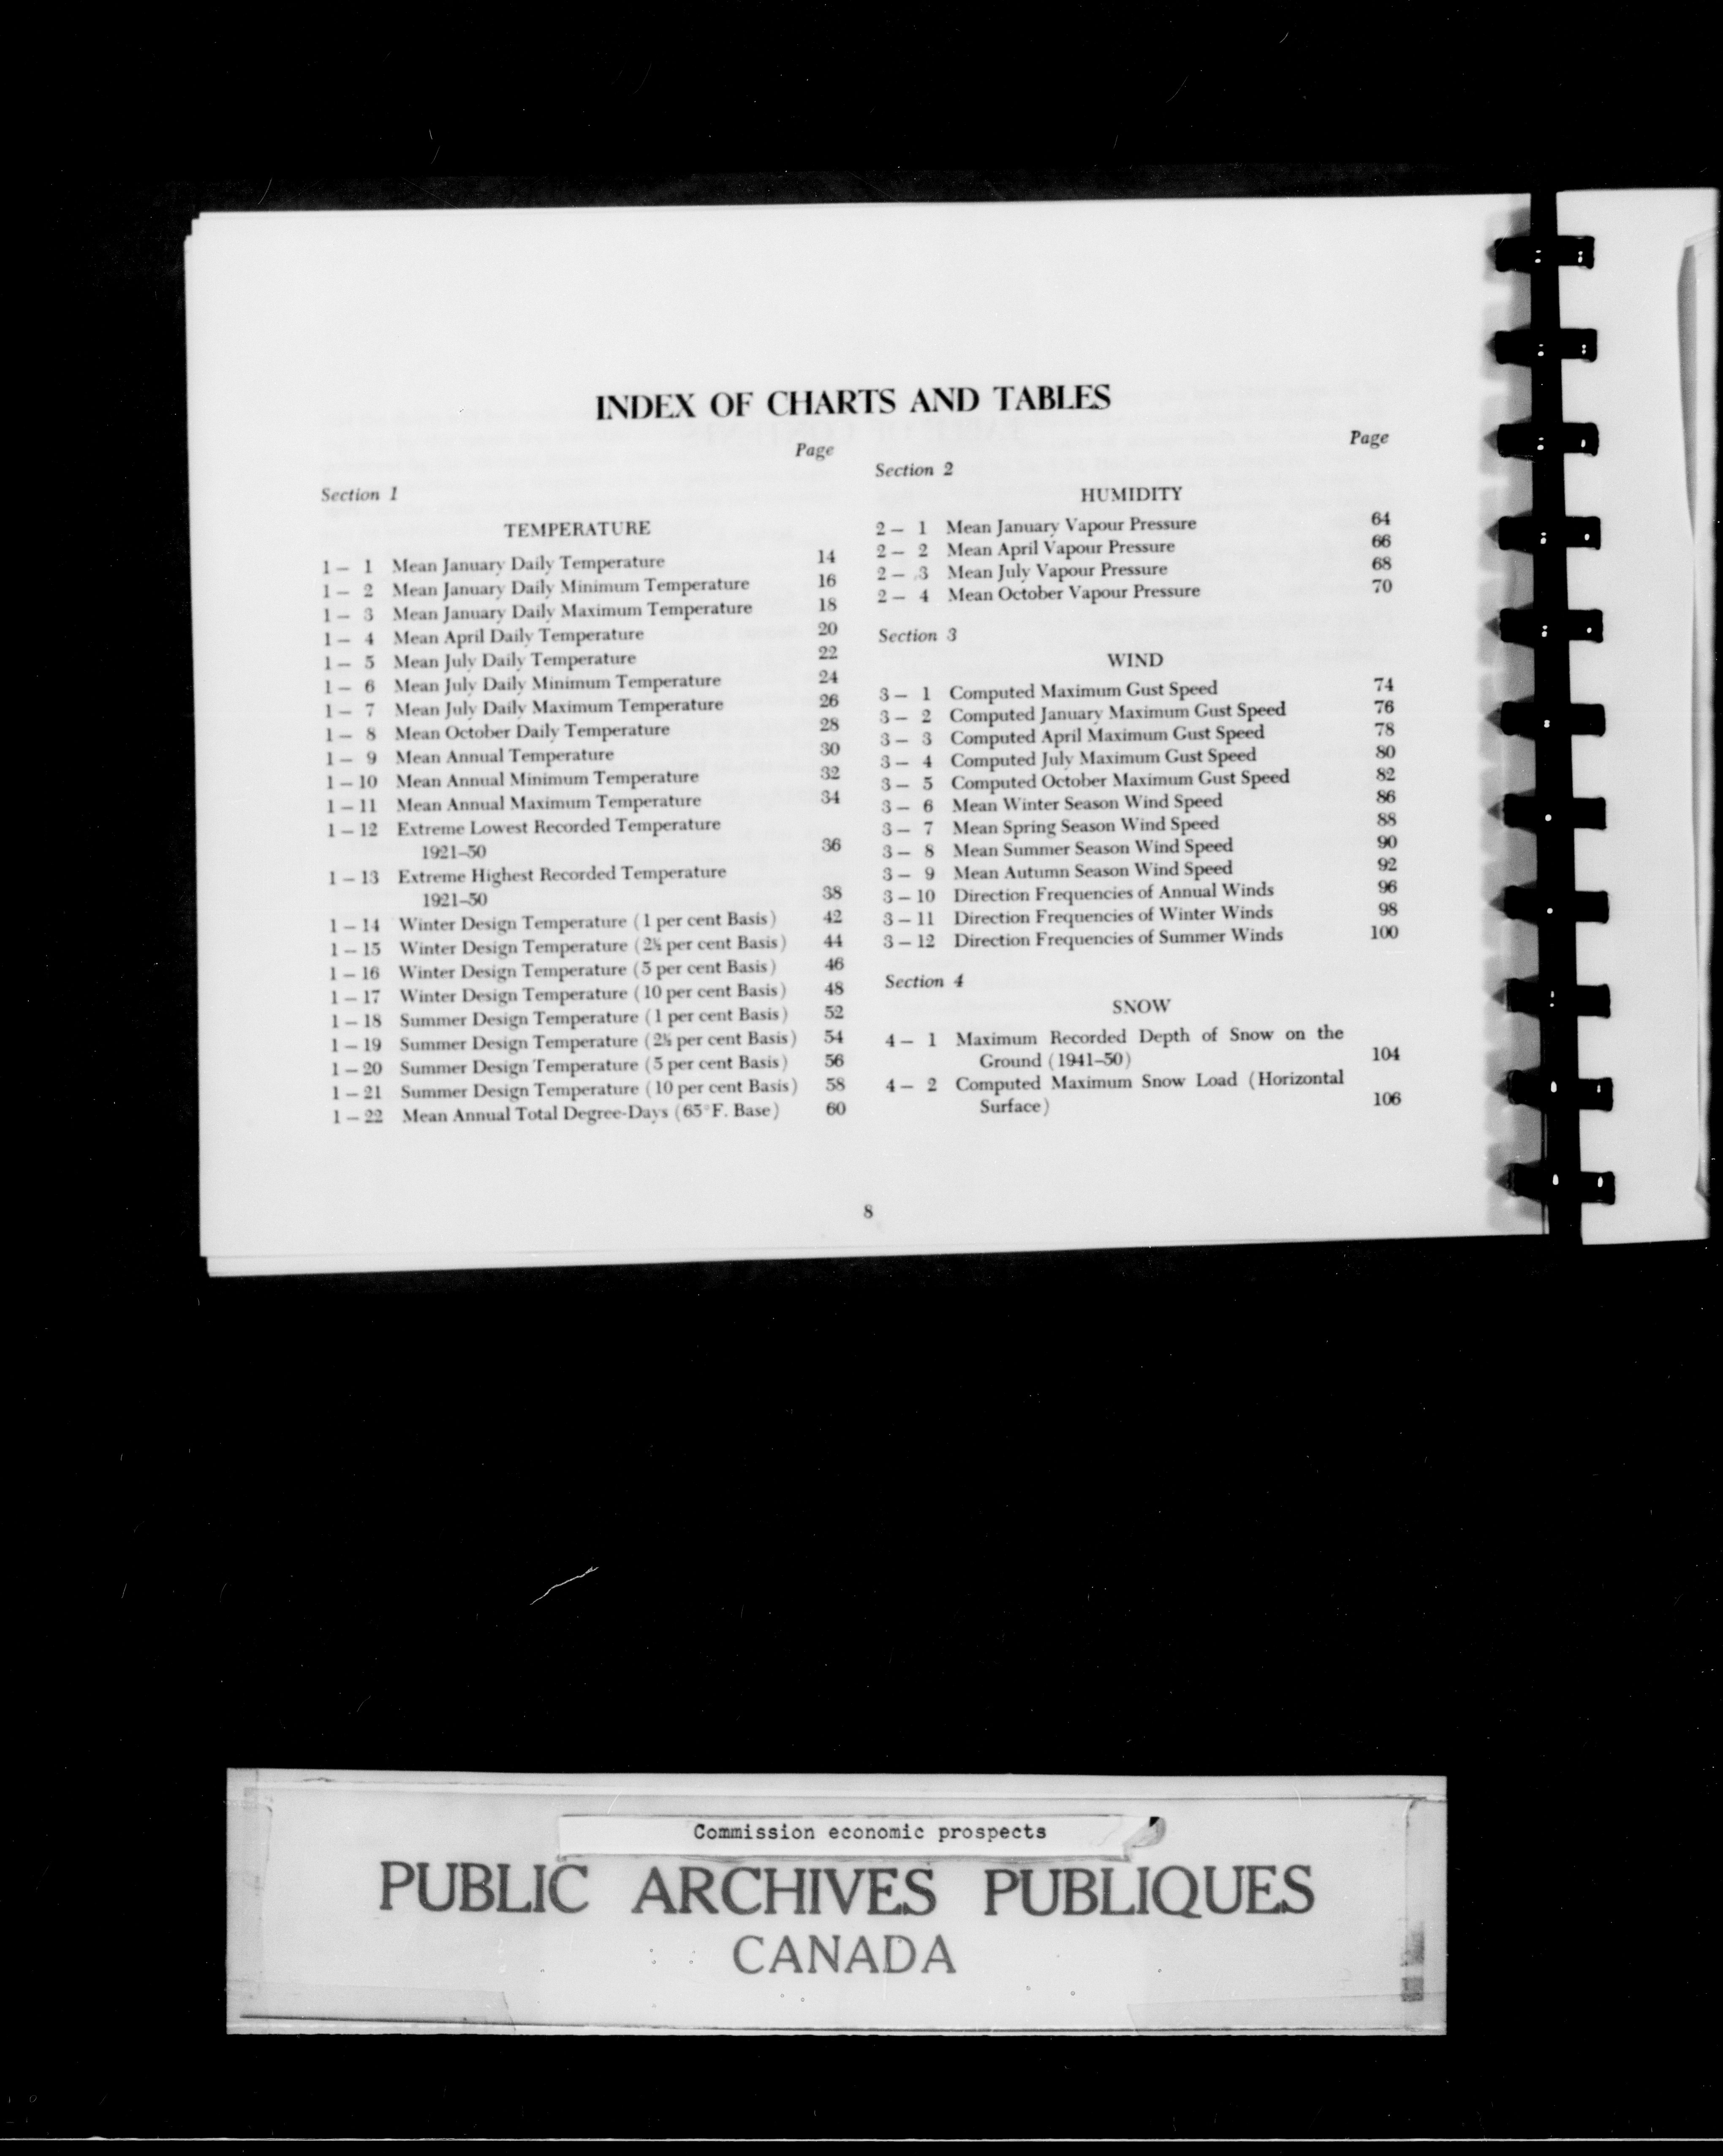 INDEX OF CHARTS AND TABLES
Page
Section 1
TEMPERATURE
1 – 1 Mean January Daily Temperature 14
1 – 2 Mean January Daily Minimum Temperature 16
1 – 3 Mean January Daily Maximum Temperature 18
1 – 4 Mean April Daily Temperature 20
1 – 5 Mean July Daily Temperature 22
1 – 6 Mean July Daily Minimum Temperature 24
1 – 7 Mean July Daily Maximum Temperature 26
1 – 8 Mean October Daily Temperature 28
1 – 9 Mean Annual Temperature 30
1 – 10 Mean Annual Minimum Temperature 32
1 – 11 Mean Annual Maximum Temperature 34
1 – 12 Extreme Lowest Recorded Temperature
1921–50 36
1 – 13 Extreme Highest Recorded Temperature
1921–50 38
1 – 14 Winter Design Temperature (1 per cent Basis) 42
1 – 15 Winter Design Temperature (2½ per cent Basis) 44
1 – 16 Winter Design Temperature (5 per cent Basis) 46
1 – 17 Winter Design Temperature (10 per cent Basis) 48
1 – 18 Summer Design Temperature (1 per cent Basis) 52
1 – 19 Summer Design Temperature (2½ per cent Basis) 54
1 – 20 Summer Design Temperature (5 per cent Basis) 56
1 – 21 Summer Design Temperature (10 per cent Basis) 58
1 – 22 Mean Annual Total Degree-Days (65°F. Base) 60
Page
Section 2
HUMIDITY
2 – 1 Mean January Vapour Pressure 64
2 – 2 Mean April Vapour Pressure 66
2 – 3 Mean July Vapour Pressure 68
2 – 4 Mean October Vapour Pressure 70
Section 3
WIND
3 – 1 Computed Maximum Gust Speed 74
3 – 2 Computed January Maximum Gust Speed 76
3 – 3 Computed April Maximum Gust Speed 78
3 – 4 Computed July Maximum Gust Speed 80
3 – 5 Computed October Maximum Gust Speed 82
3 – 6 Mean Winter Season Wind Speed 86
3 – 7 Mean Spring Season Wind Speed 88
3 – 8 Mean Summer Season Wind Speed 90
3 – 9 Mean Autumn Season Wind Speed 92
3 – 10 Direction Frequencies of Annual Winds 96
3 – 11 Direction Frequencies of Winter Winds 98
3 – 12 Direction Frequencies of Summer Winds 100
Section 4
SNOW
4 – 1 Maximum Recorded Depth of Snow on the
Ground (1941–50) 104
4 – 2 Computed Maximum Snow Load (Horizontal
Surface) 106
8
Commission economic prospects
PUBLIC ARCHIVES PUBLIQUES
CANADA